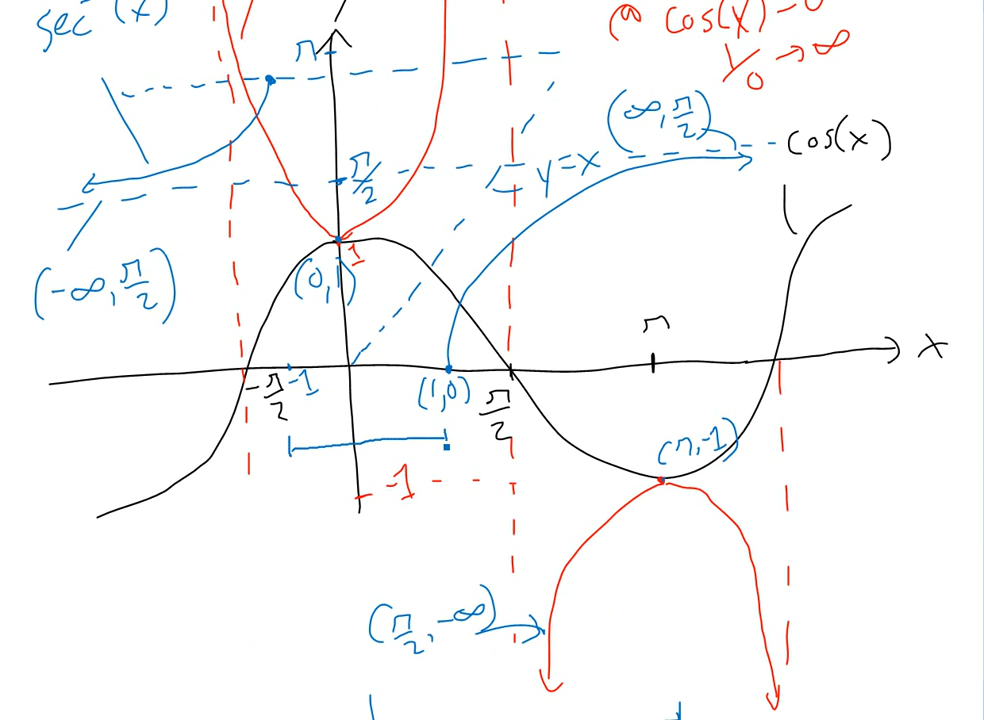 sec⁻¹(x)
@ cos(x)=0
1/0 → ∞
π
(∞, π/2)
cos(x)
y=x
π/2
1
(0,1)
(-∞, π/2)
π
x
-π/2
-1
(1,0)
π/2
(π,-1)
-1
(π/2, -∞)